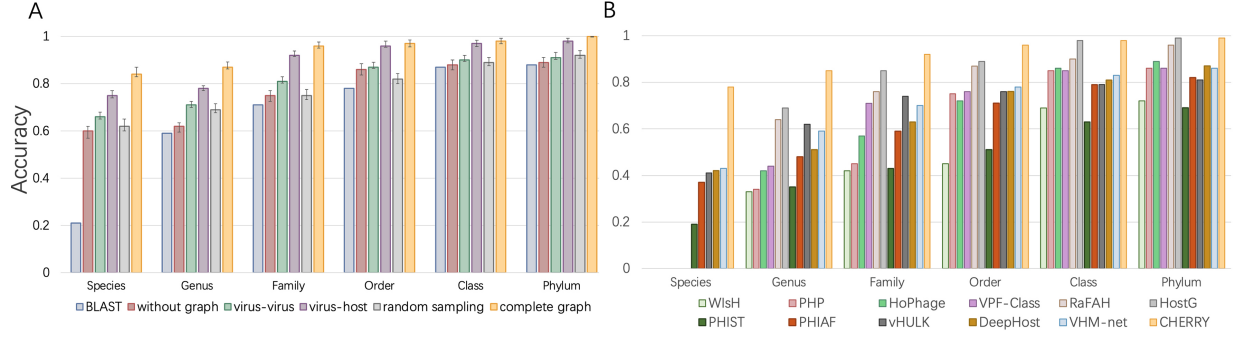 A
Accuracy
1
0.8
0.6
0.4
0.2
0
Species Genus Family Order Class Phylum
BLAST without graph virus-virus virus-host random sampling complete graph
B
1
0.8
0.6
0.4
0.2
0
Species Genus Family Order Class Phylum
WIsH PHP HoPhage VPF-Class RaFAH HostG
PHIST PHIAF vHULK DeepHost VHM-net CHERRY